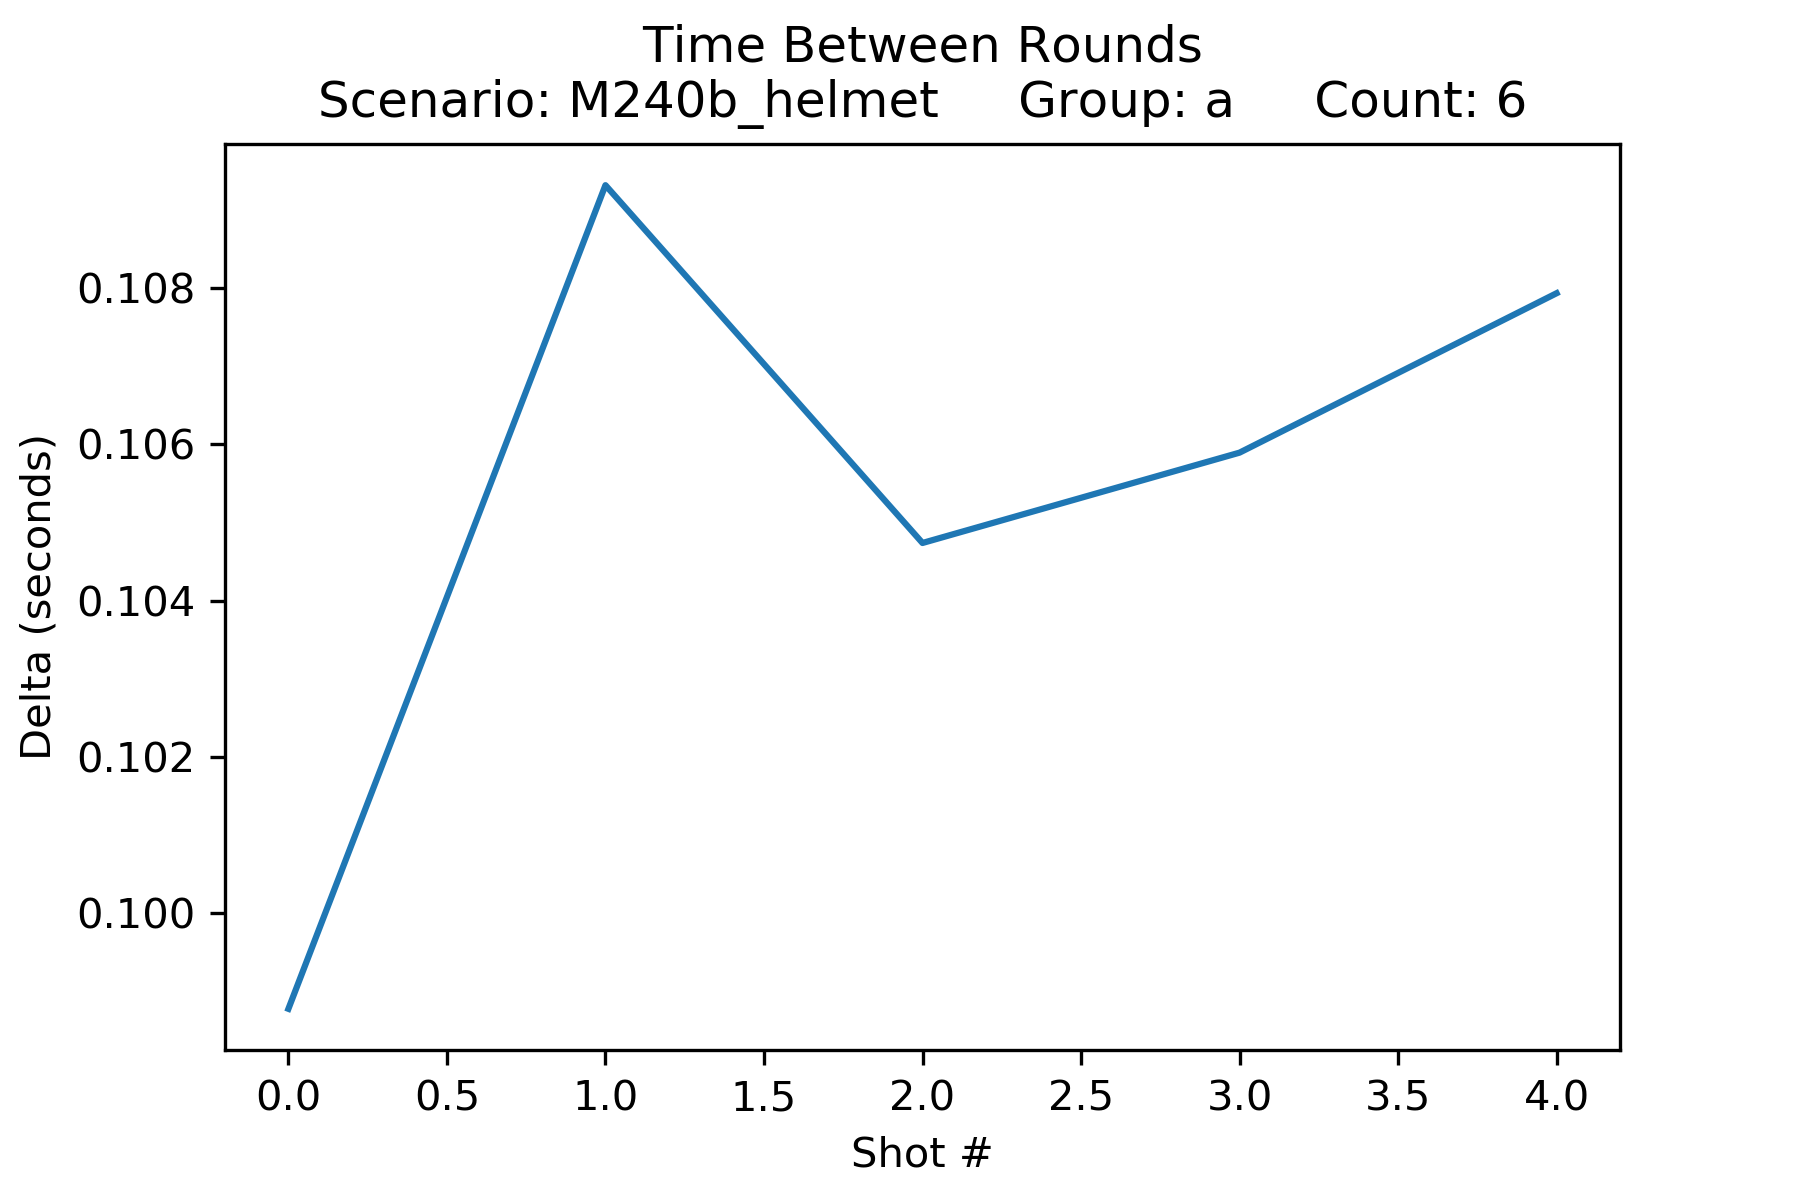 Time Between Rounds
Scenario: M240b_helmet     Group: a     Count: 6
0.108
0.106
0.104
0.102
0.100
Delta (seconds)
0.0 0.5 1.0 1.5 2.0 2.5 3.0 3.5 4.0
Shot #